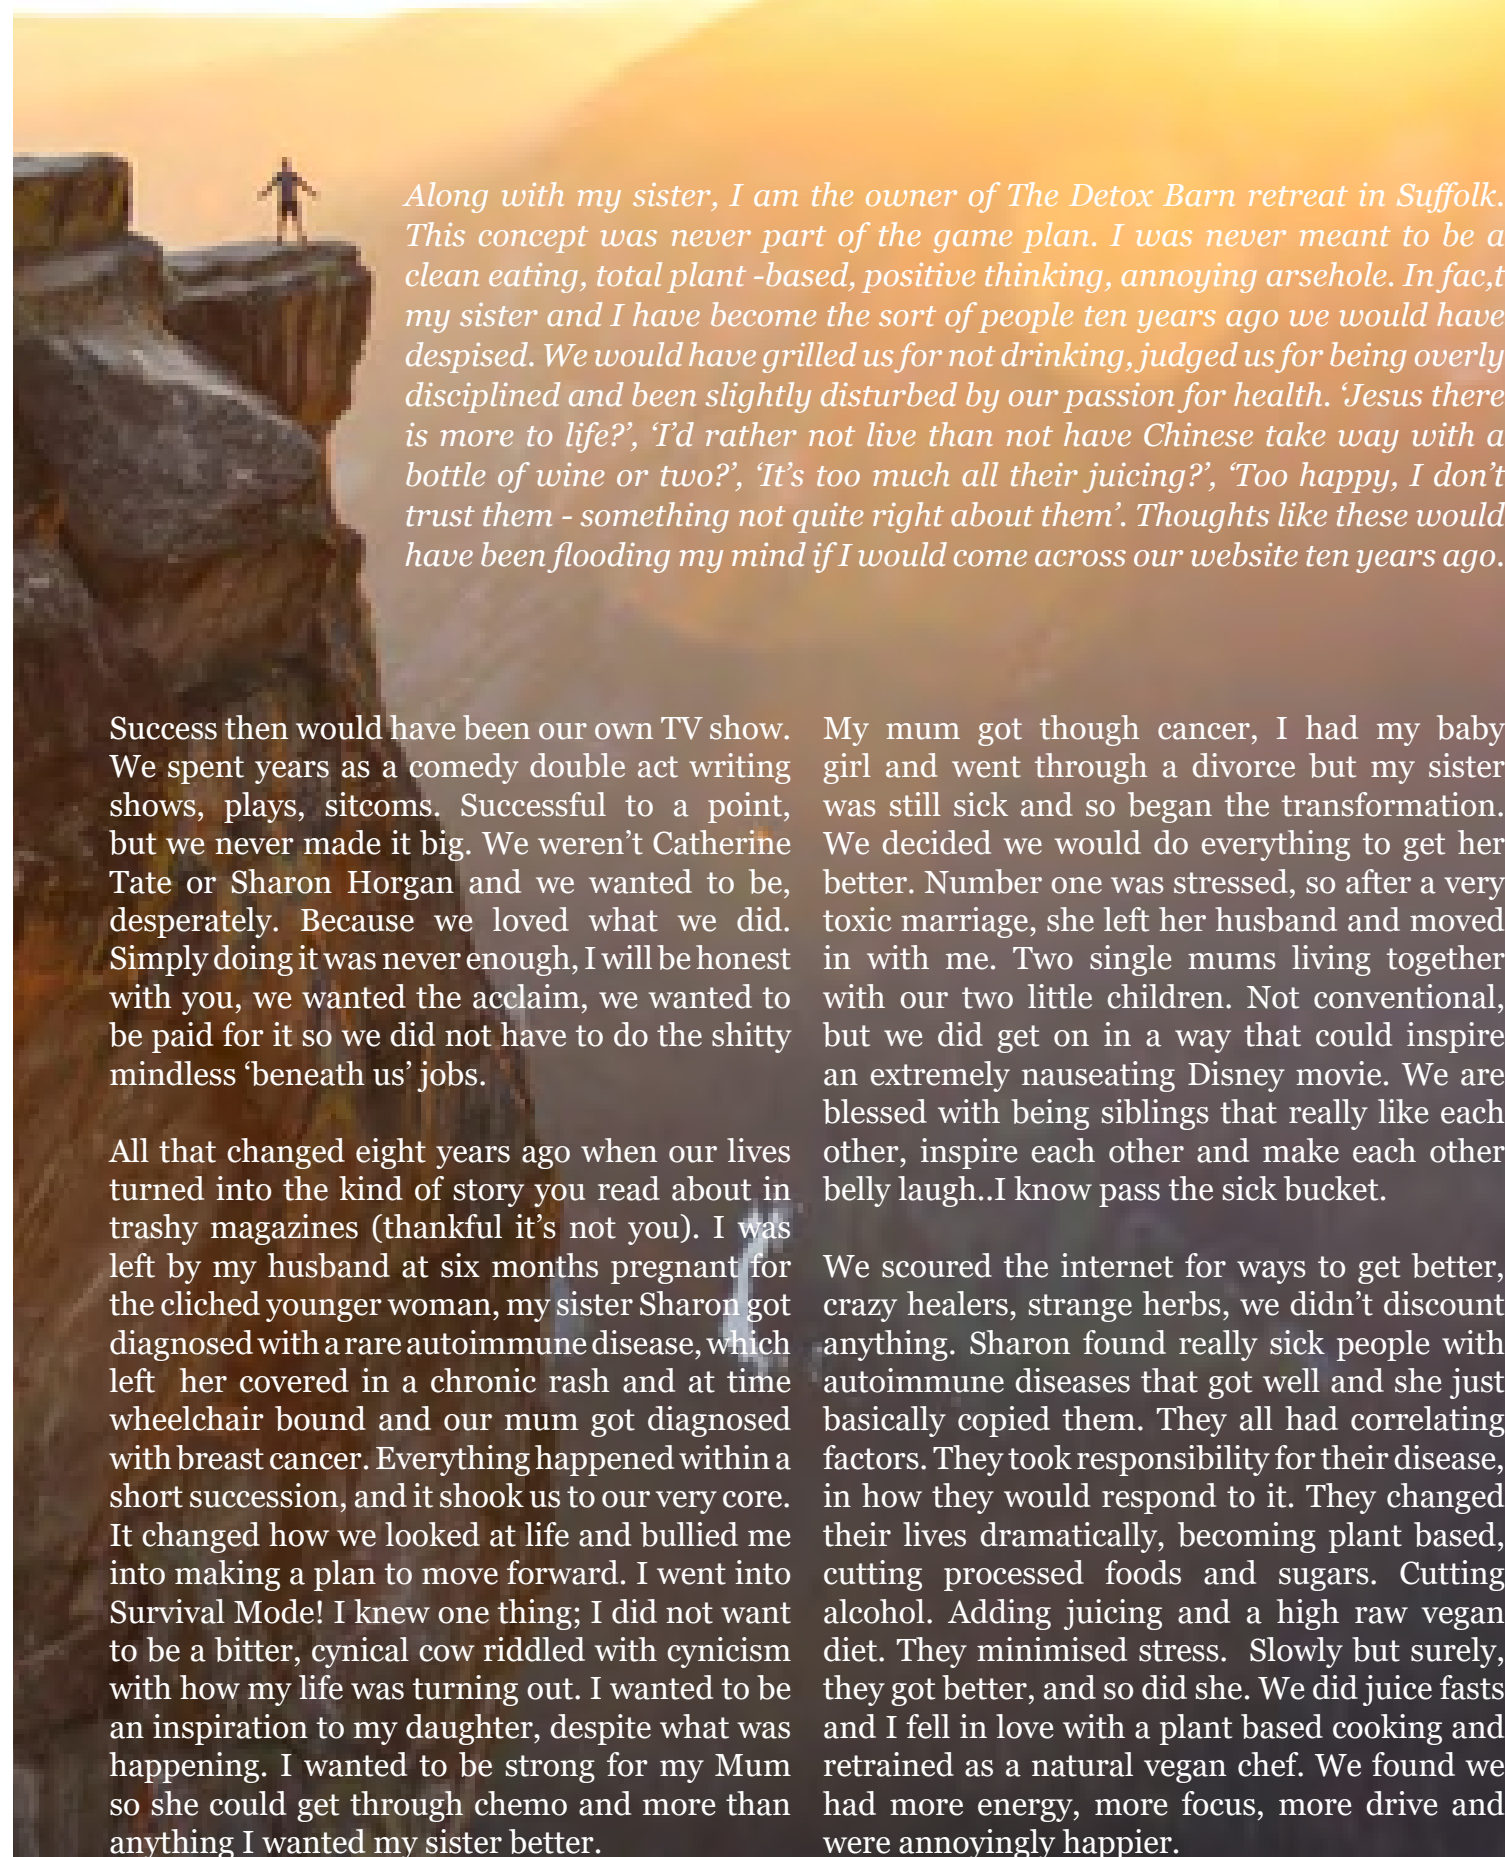 Along with my sister, I am the owner of The Detox Barn retreat in Suffolk.
This concept was never part of the game plan. I was never meant to be a
clean eating, total plant -based, positive thinking, annoying arsehole. In fac,t
my sister and I have become the sort of people ten years ago we would have
despised. We would have grilled us for not drinking, judged us for being overly
disciplined and been slightly disturbed by our passion for health. ‘Jesus there
is more to life?’, ‘I’d rather not live than not have Chinese take way with a
bottle of wine or two?’, ‘It’s too much all their juicing?’, ‘Too happy, I don’t
trust them - something not quite right about them’. Thoughts like these would
have been flooding my mind if I would come across our website ten years ago.
Success then would have been our own TV show.
We spent years as a comedy double act writing
shows, plays, sitcoms. Successful to a point,
but we never made it big. We weren’t Catherine
Tate or Sharon Horgan and we wanted to be,
desperately. Because we loved what we did.
Simply doing it was never enough, I will be honest
with you, we wanted the acclaim, we wanted to
be paid for it so we did not have to do the shitty
mindless ‘beneath us’ jobs.
All that changed eight years ago when our lives
turned into the kind of story you read about in
trashy magazines (thankful it’s not you). I was
left by my husband at six months pregnant for
the cliched younger woman, my sister Sharon got
diagnosed with a rare autoimmune disease, which
left  her covered in a chronic rash and at time
wheelchair bound and our mum got diagnosed
with breast cancer. Everything happened within a
short succession, and it shook us to our very core.
It changed how we looked at life and bullied me
into making a plan to move forward. I went into
Survival Mode! I knew one thing; I did not want
to be a bitter, cynical cow riddled with cynicism
with how my life was turning out. I wanted to be
an inspiration to my daughter, despite what was
happening. I wanted to be strong for my Mum
so she could get through chemo and more than
anything I wanted my sister better.
My mum got though cancer, I had my baby
girl and went through a divorce but my sister
was still sick and so began the transformation.
We decided we would do everything to get her
better. Number one was stressed, so after a very
toxic marriage, she left her husband and moved
in with me. Two single mums living together
with our two little children. Not conventional,
but we did get on in a way that could inspire
an extremely nauseating Disney movie. We are
blessed with being siblings that really like each
other, inspire each other and make each other
belly laugh..I know pass the sick bucket.
We scoured the internet for ways to get better,
crazy healers, strange herbs, we didn’t discount
anything. Sharon found really sick people with
autoimmune diseases that got well and she just
basically copied them. They all had correlating
factors. They took responsibility for their disease,
in how they would respond to it. They changed
their lives dramatically, becoming plant based,
cutting processed foods and sugars. Cutting
alcohol. Adding juicing and a high raw vegan
diet. They minimised stress.  Slowly but surely,
they got better, and so did she. We did juice fasts
and I fell in love with a plant based cooking and
retrained as a natural vegan chef. We found we
had more energy, more focus, more drive and
were annoyingly happier.